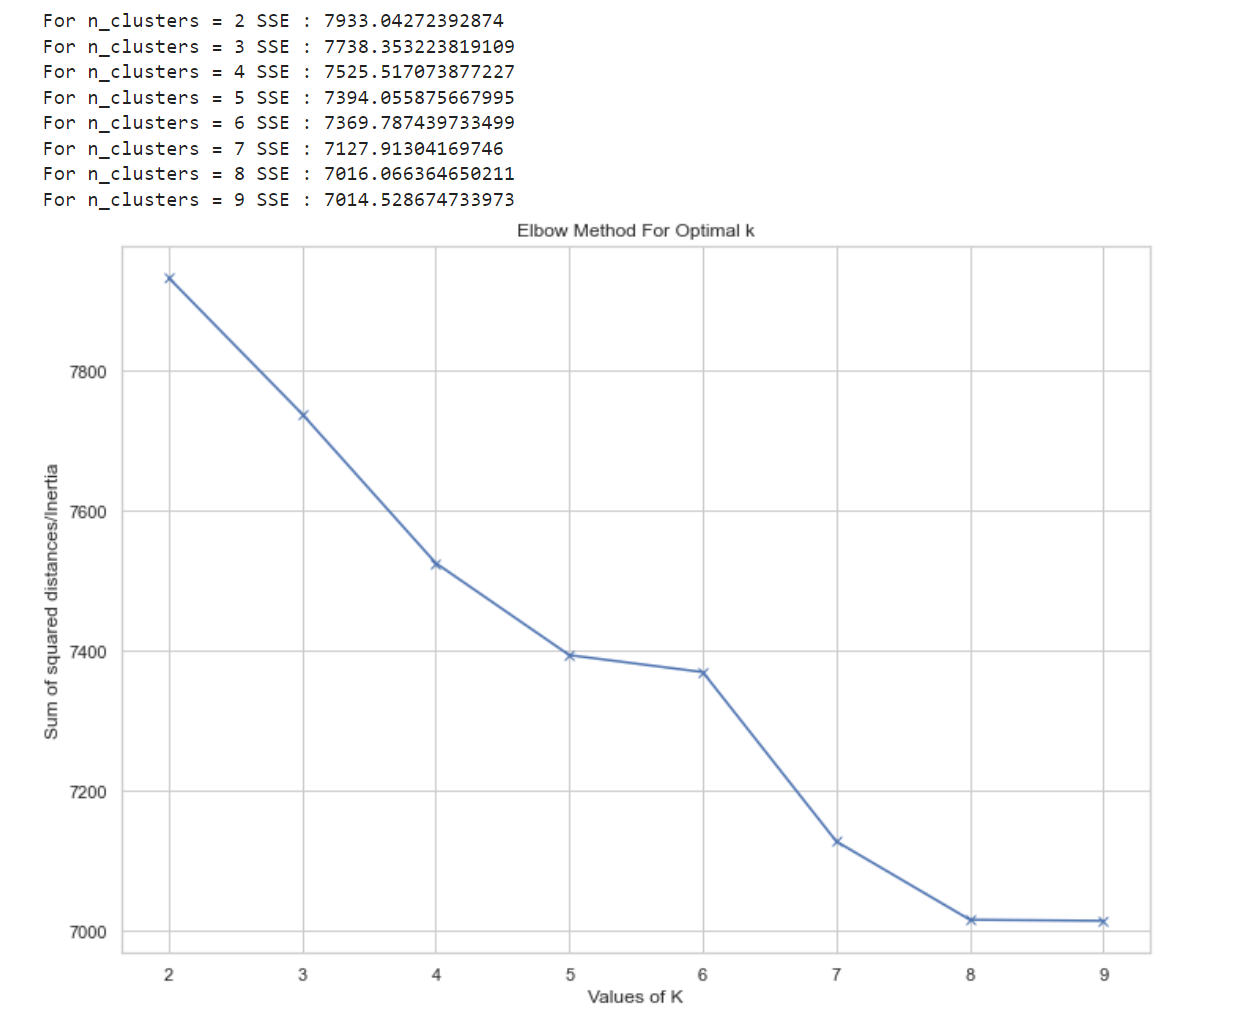 For n_clusters = 2 SSE : 7933.04272392874
For n_clusters = 3 SSE : 7738.353223819109
For n_clusters = 4 SSE : 7525.517073877227
For n_clusters = 5 SSE : 7394.055875667995
For n_clusters = 6 SSE : 7369.787439733499
For n_clusters = 7 SSE : 7127.91304169746
For n_clusters = 8 SSE : 7016.066364650211
For n_clusters = 9 SSE : 7014.528674733973
Elbow Method For Optimal k
Sum of squared distances/Inertia
7800
7600
7400
7200
7000
2 3 4 5 6 7 8 9
Values of K